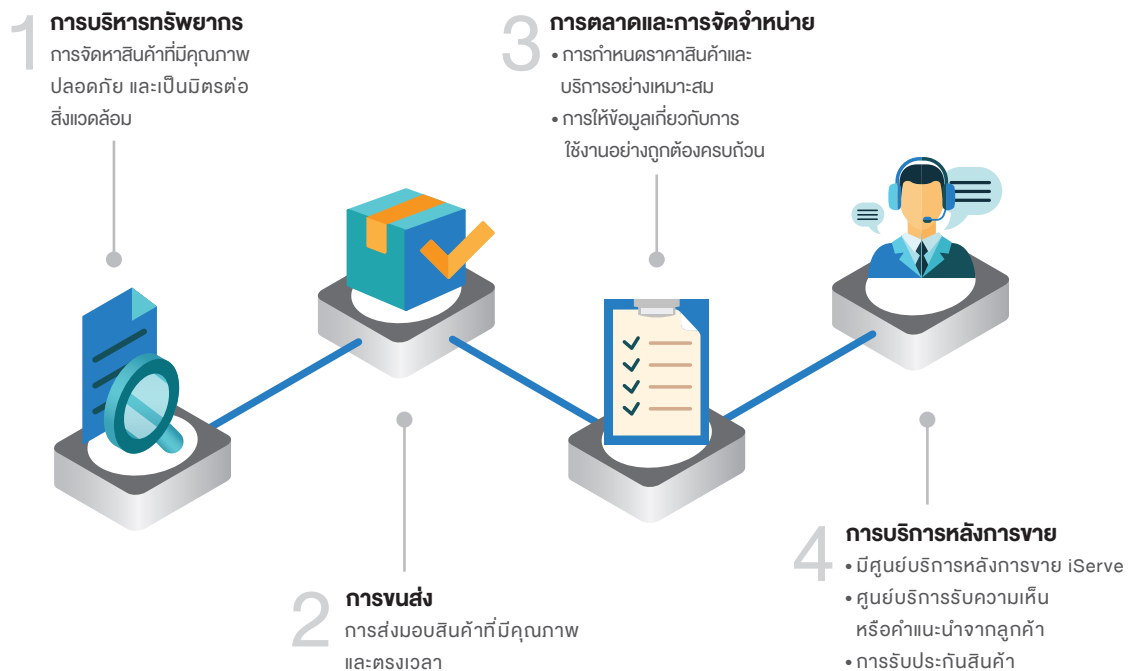 1
การบริหารทรัพยากร
การจัดหาสินค้าที่มีคุณภาพ
ปลอดภัย และเป็นมิตรต่อ
สิ่งแวดล้อม
2
การขนส่ง
การส่งมอบสินค้าที่มีคุณภาพ
และตรงเวลา
3
การตลาดและการจัดจำหน่าย
• การกำหนดราคาสินค้าและ
บริการอย่างเหมาะสม
• การให้ข้อมูลเกี่ยวกับการ
ใช้งานอย่างถูกต้องครบถ้วน
4
การบริการหลังการขาย
• มีศูนย์บริการหลังการขาย iServe
• ศูนย์บริการรับความเห็น
หรือคำแนะนำจากลูกค้า
• การรับประกันสินค้า